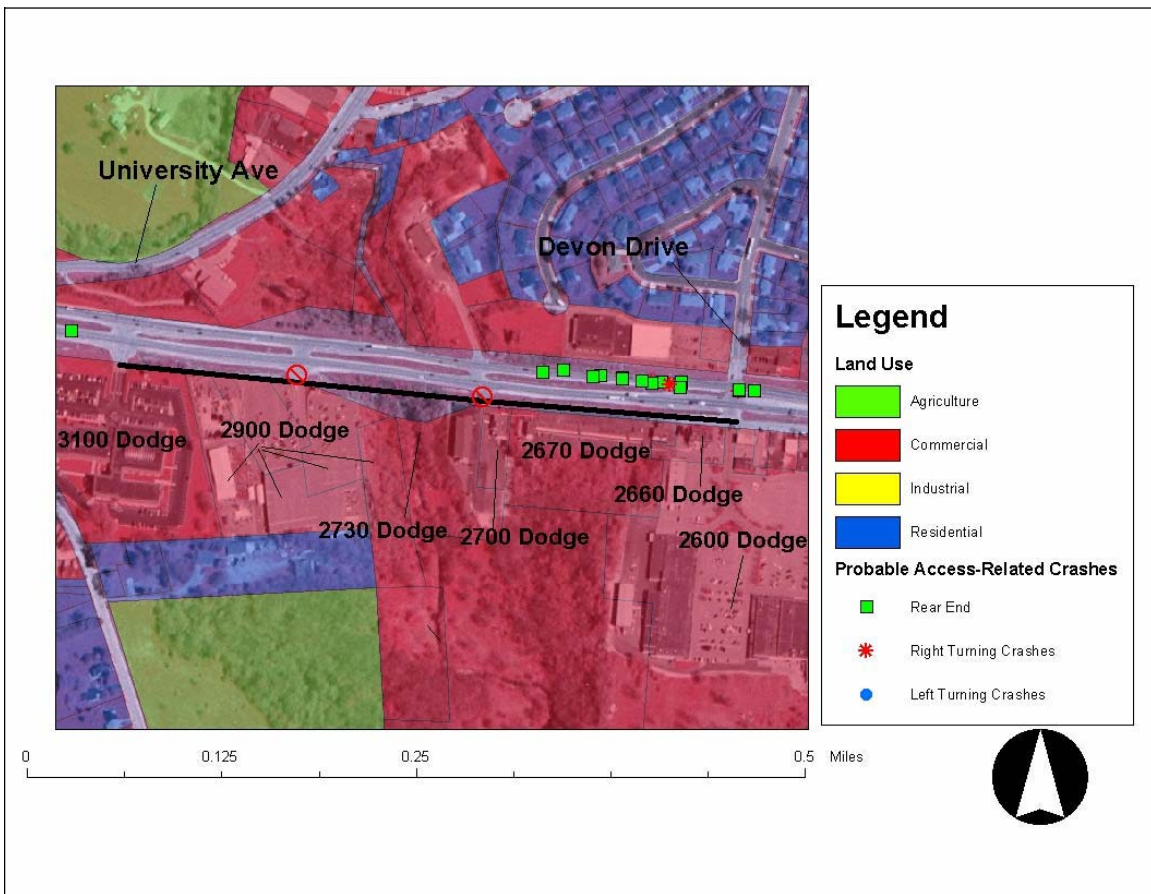 University Ave
Devon Drive
3100 Dodge
2900 Dodge
2670 Dodge
2660 Dodge
2730 Dodge
2700 Dodge
2600 Dodge
Legend
Land Use
Agriculture
Commercial
Industrial
Residential
Probable Access-Related Crashes
Rear End
Right Turning Crashes
Left Turning Crashes
0 0.125 0.25 0.5 Miles